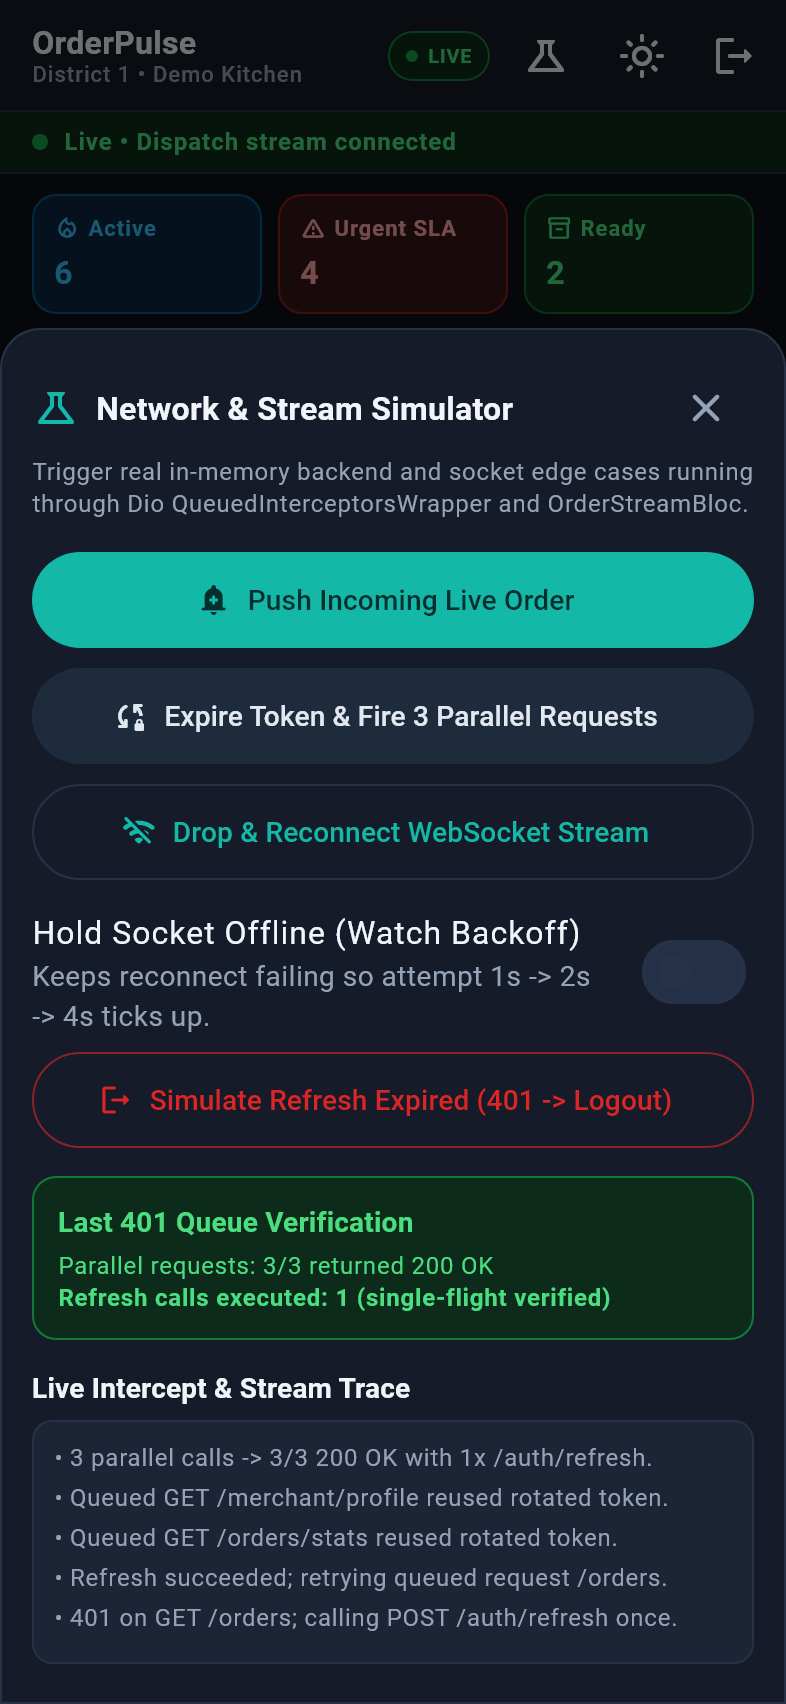 OrderPulse
District 1 • Demo Kitchen
LIVE
Live • Dispatch stream connected
Active
6
Urgent SLA
4
Ready
2
Network & Stream Simulator
Trigger real in-memory backend and socket edge cases running
through Dio QueuedInterceptorsWrapper and OrderStreamBloc.
Push Incoming Live Order
Expire Token & Fire 3 Parallel Requests
Drop & Reconnect WebSocket Stream
Hold Socket Offline (Watch Backoff)
Keeps reconnect failing so attempt 1s -> 2s
-> 4s ticks up.
Simulate Refresh Expired (401 -> Logout)
Last 401 Queue Verification
Parallel requests: 3/3 returned 200 OK
Refresh calls executed: 1 (single-flight verified)
Live Intercept & Stream Trace
• 3 parallel calls -> 3/3 200 OK with 1x /auth/refresh.
• Queued GET /merchant/profile reused rotated token.
• Queued GET /orders/stats reused rotated token.
• Refresh succeeded; retrying queued request /orders.
• 401 on GET /orders; calling POST /auth/refresh once.